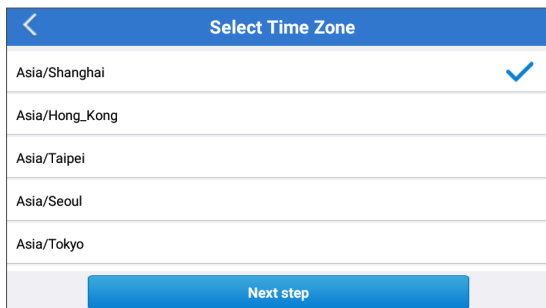 Select Time Zone
Asia/Shanghai
Asia/Hong_Kong
Asia/Taipei
Asia/Seoul
Asia/Tokyo
Next step